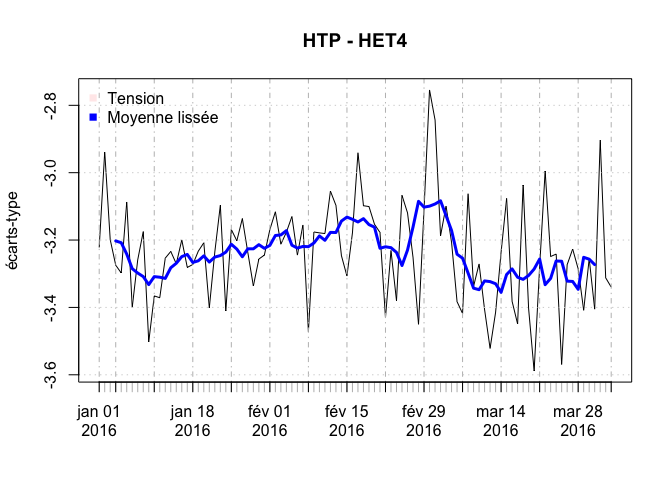 HTP - HET4
Tension
Moyenne lissée
écarts-type
-2.8
-3.0
-3.2
-3.4
-3.6
jan 01 jan 18 fév 01 fév 15 fév 29 mar 14 mar 28
2016 2016 2016 2016 2016 2016 2016